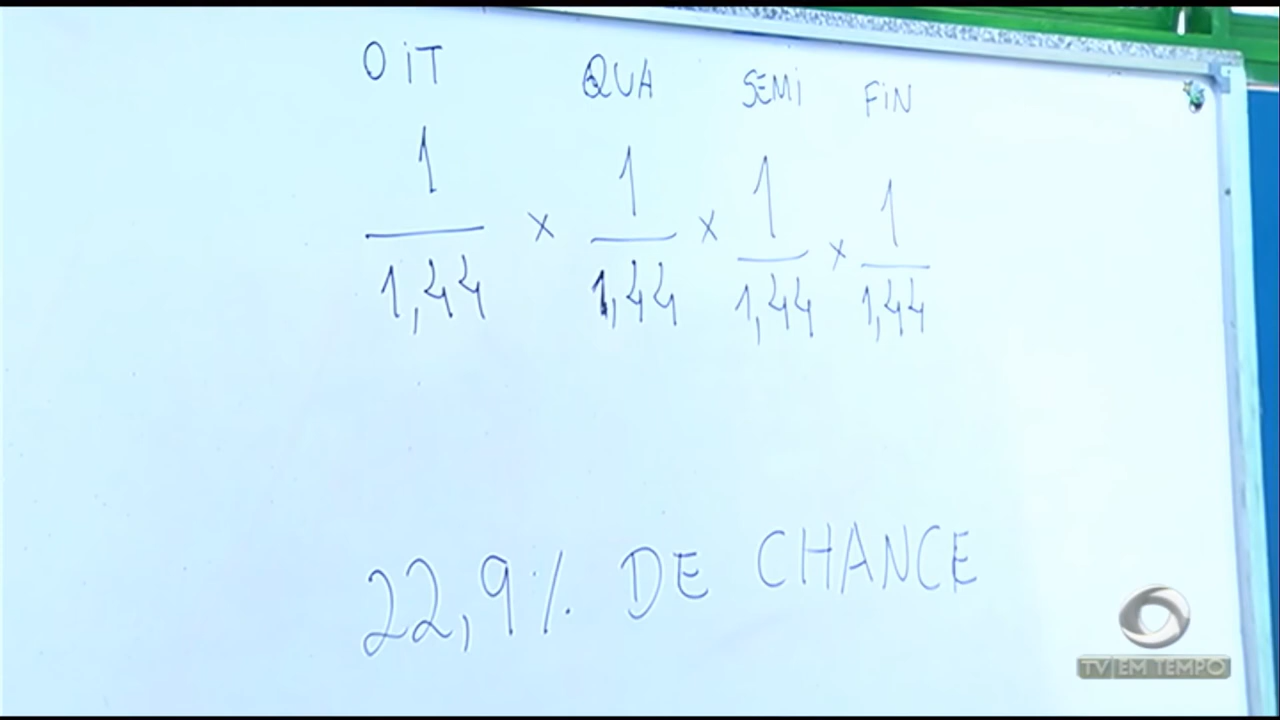 OIT QUA SEMI FIN
1 1 1 1
x x x
1,44 1,44 1,44 1,44
22,9% DE CHANCE
TV EM TEMPO